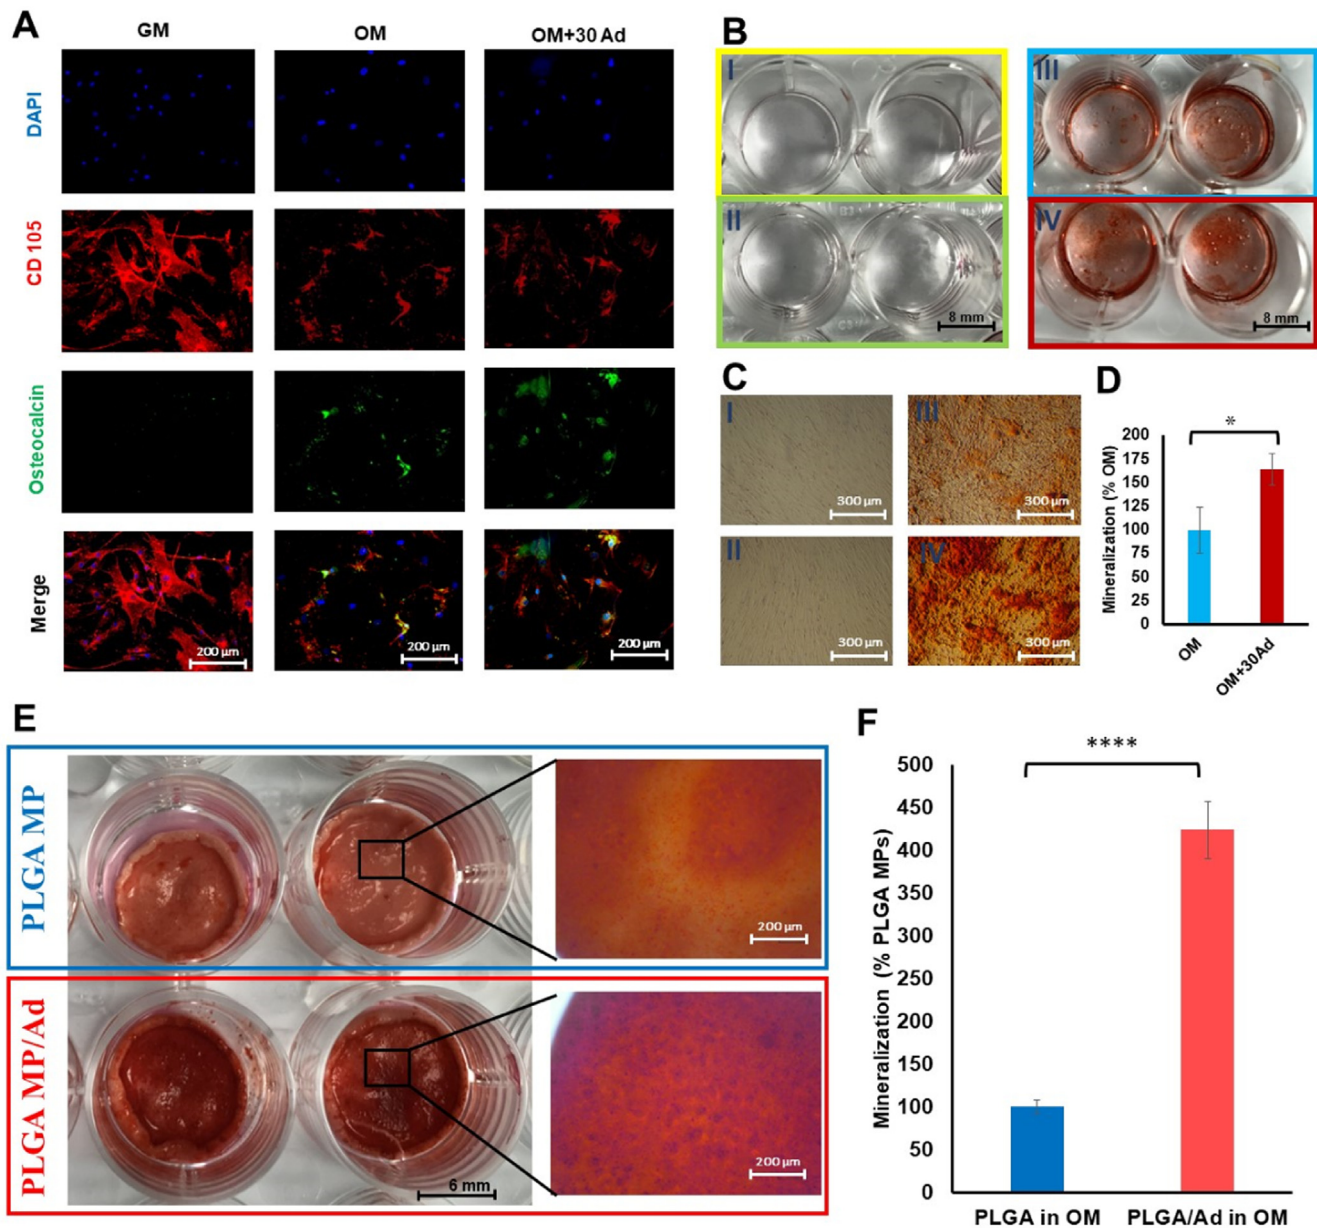 A
GM
OM
OM+30 Ad
DAPI
CD 105
Osteocalcin
Merge
200 µm
200 µm
200 µm
B
I
II
III
IV
8 mm
8 mm
C
I
II
III
IV
300 µm
300 µm
300 µm
300 µm
D
Mineralization (% OM)
200
175
150
125
100
75
50
25
0
*
OM
OM+30Ad
E
PLGA MP
200 µm
PLGA MP/Ad
6 mm
200 µm
F
Mineralization (% PLGA MPs)
500
450
400
350
300
250
200
150
100
50
0
****
PLGA in OM
PLGA/Ad in OM